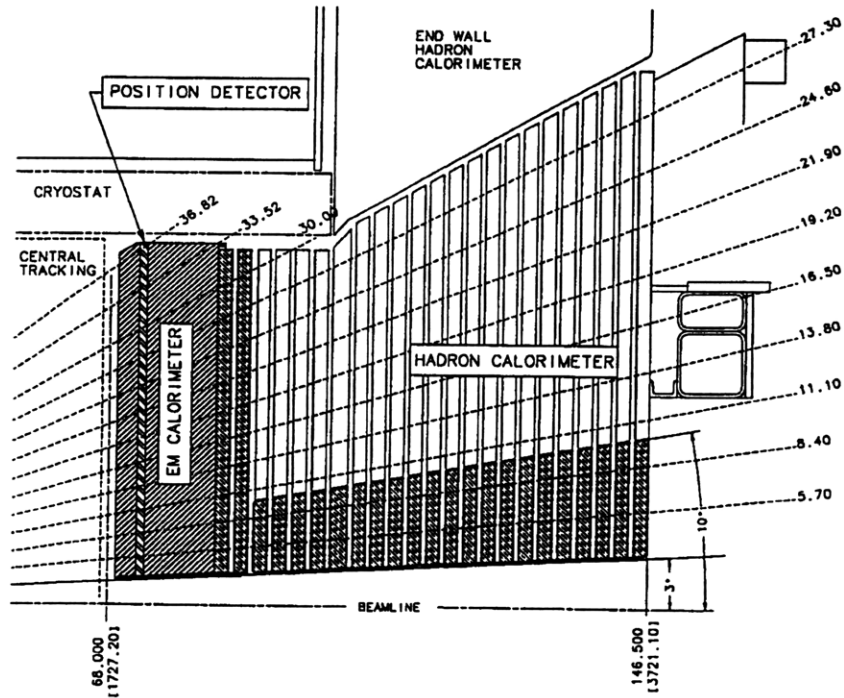 END WALL
HADRON
CALORIMETER
27.30
POSITION DETECTOR
24.60
21.90
CRYOSTAT
36.82
33.52
30.00
19.20
CENTRAL
TRACKING
16.50
EM CALORIMETER
HADRON CALORIMETER
13.80
11.10
8.40
5.70
10°
3°
BEAMLINE
68.000
[1727.20]
146.500
[3721.10]